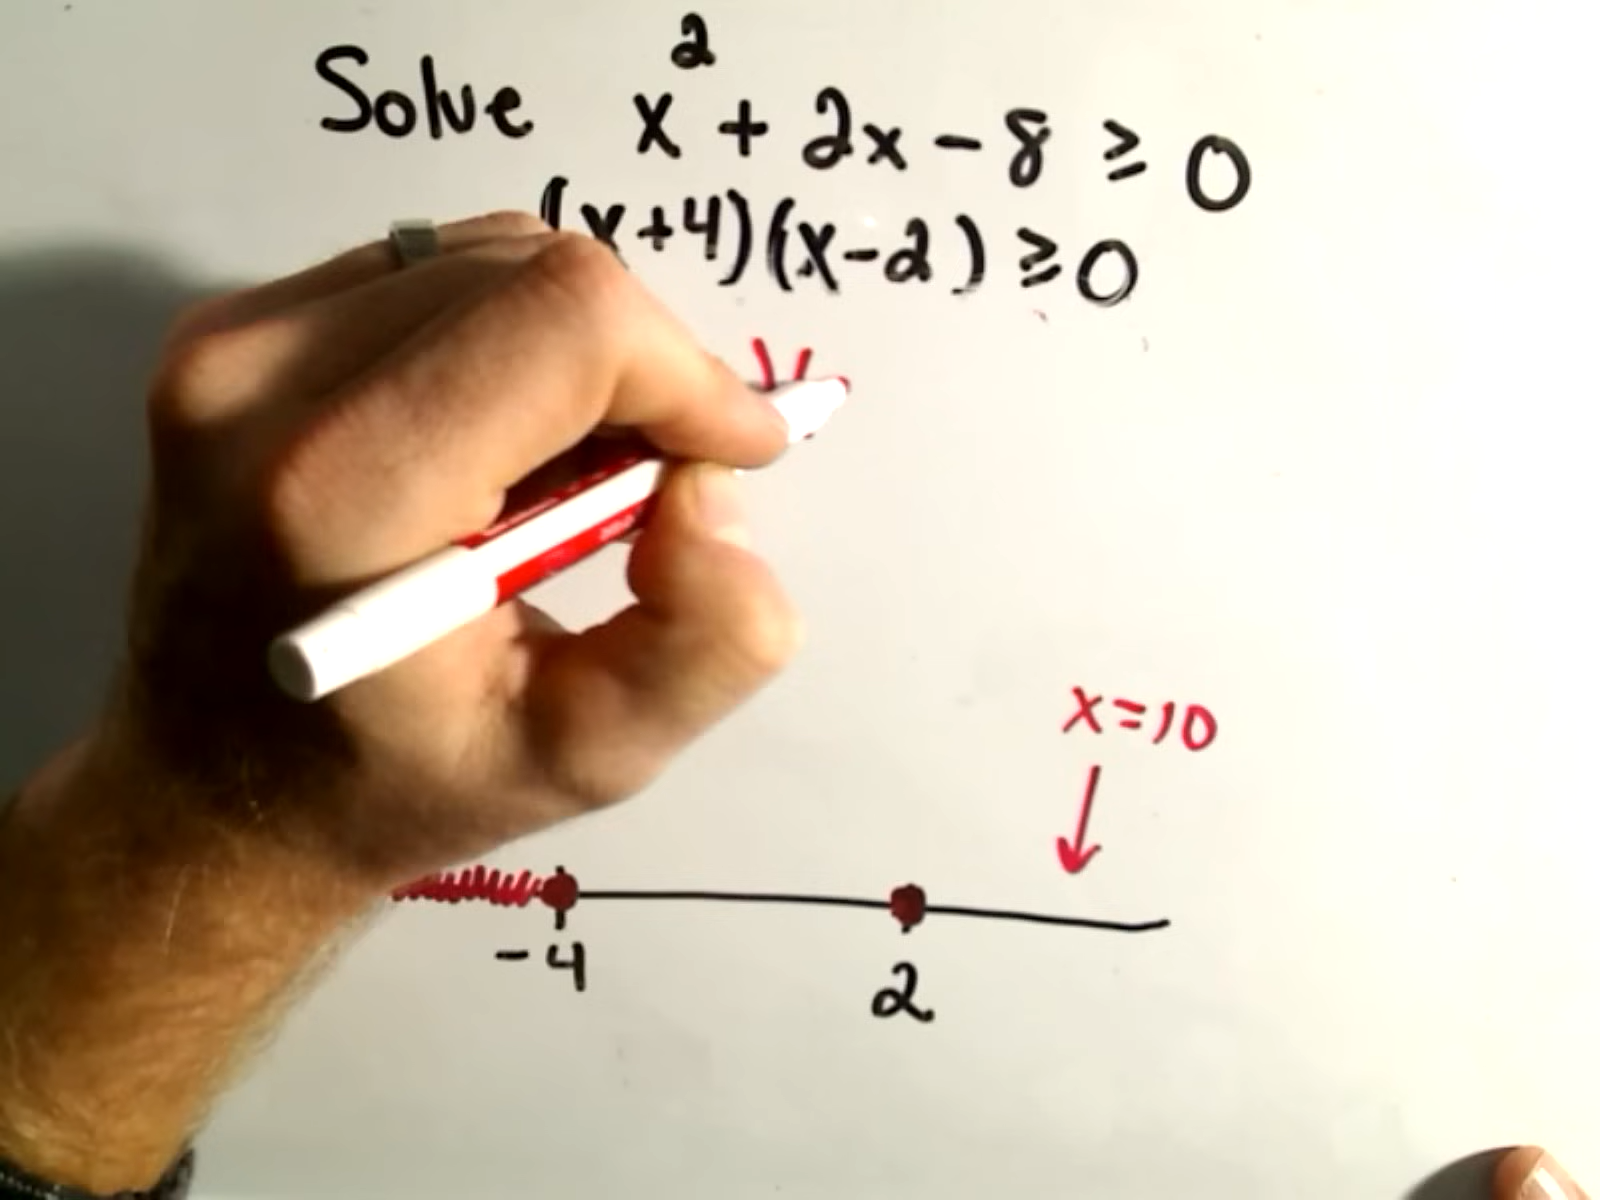 Solve x² + 2x - 8 ≥ 0
(x+4)(x-2) ≥ 0
x=10
-4
2